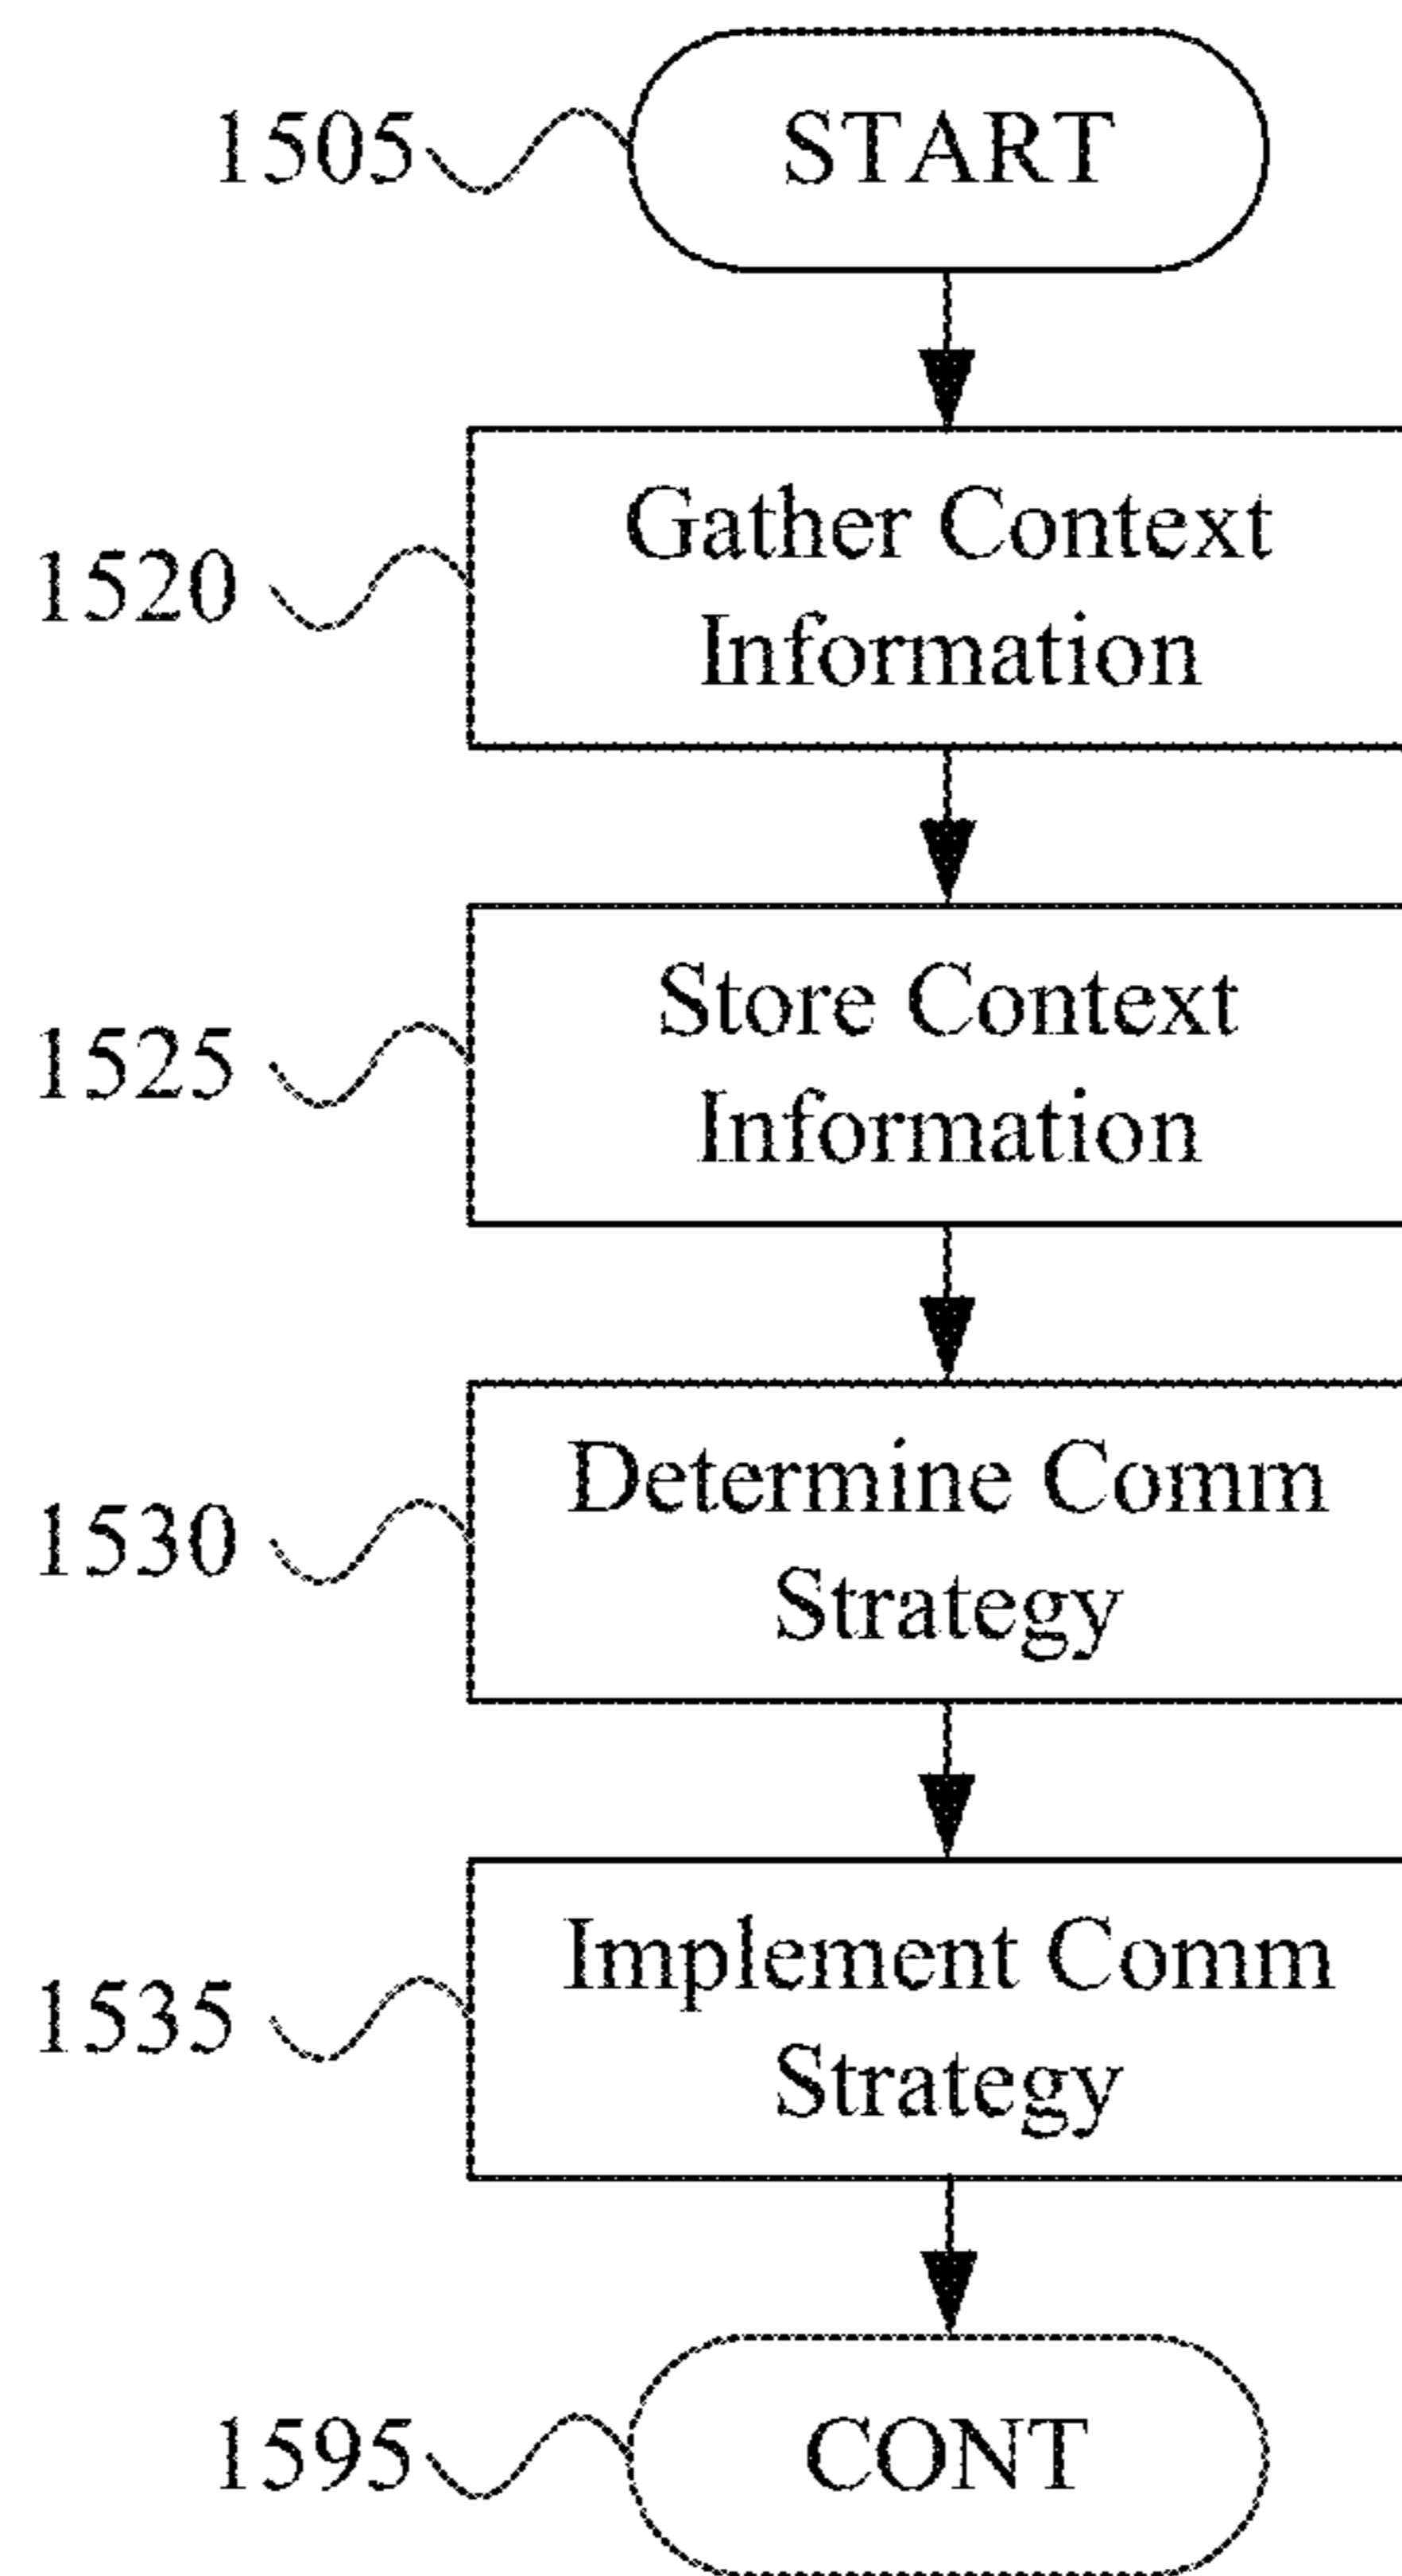 1505
START
1520
Gather Context
Information
1525
Store Context
Information
1530
Determine Comm
Strategy
1535
Implement Comm
Strategy
1595
CONT